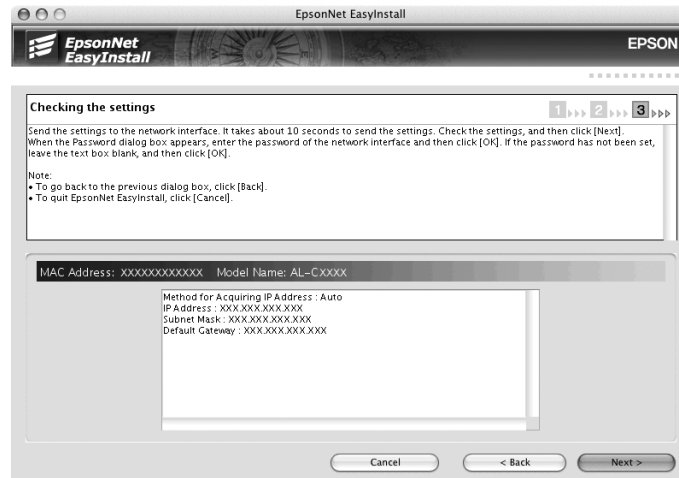 EpsonNet EasyInstall
EpsonNet
EasyInstall
EPSON
Checking the settings
1 2 3
Send the settings to the network interface. It takes about 10 seconds to send the settings. Check the settings, and then click [Next].
When the Password dialog box appears, enter the password of the network interface and then click [OK]. If the password has not been set,
leave the text box blank, and then click [OK].
Note:
• To go back to the previous dialog box, click [Back].
• To quit EpsonNet EasyInstall, click [Cancel].
MAC Address: XXXXXXXXXXXX Model Name: AL-CXXXX
Method for Acquiring IP Address : Auto
IP Address : XXX.XXX.XXX.XXX
Subnet Mask : XXX.XXX.XXX.XXX
Default Gateway : XXX.XXX.XXX.XXX
Cancel < Back Next >